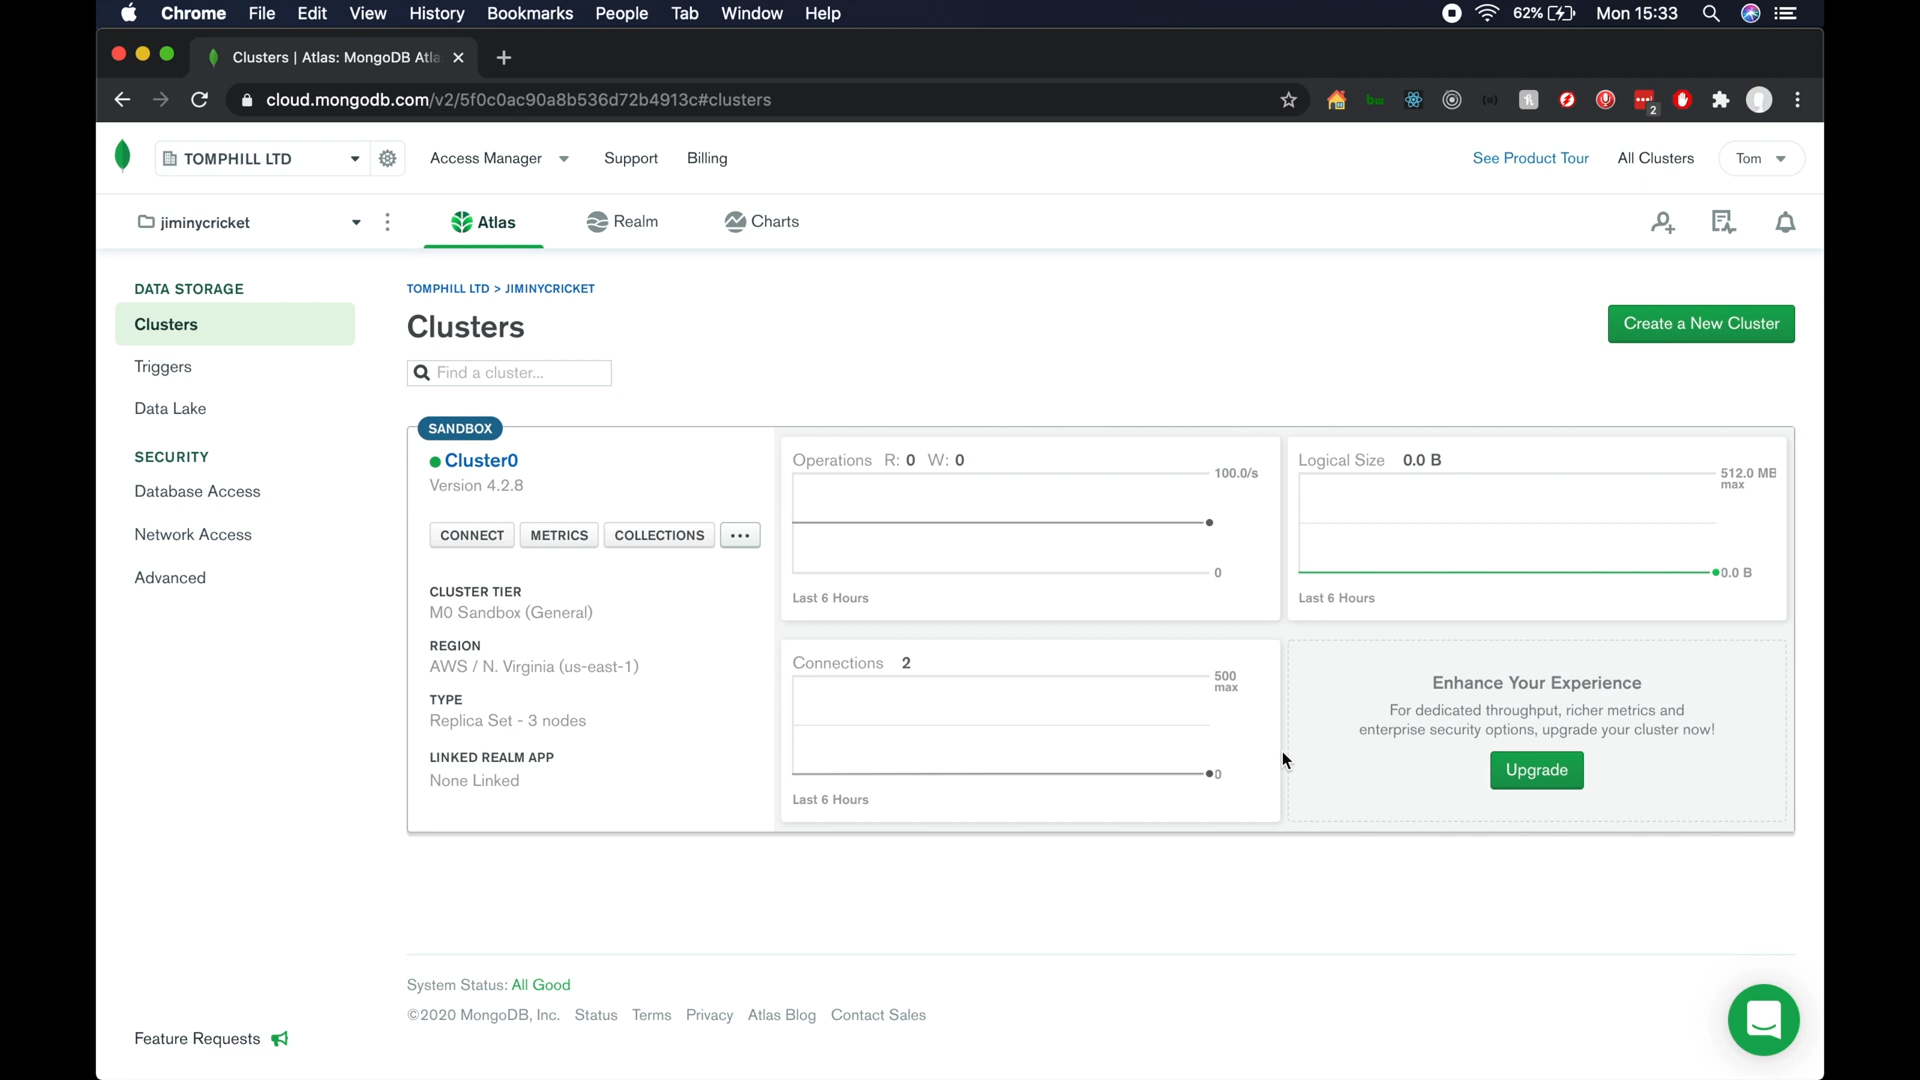 Chrome File Edit View History Bookmarks People Tab Window Help 62% Mon 15:33
Clusters | Atlas: MongoDB Atla
cloud.mongodb.com/v2/5f0c0ac90a8b536d72b4913c#clusters
bw
2
TOMPHILL LTD Access Manager Support Billing See Product Tour All Clusters Tom
jiminycricket Atlas Realm Charts
DATA STORAGE
Clusters
Triggers
Data Lake
SECURITY
Database Access
Network Access
Advanced
Feature Requests
TOMPHILL LTD > JIMINYCRICKET
Clusters
Create a New Cluster
Find a cluster...
SANDBOX
Cluster0
Version 4.2.8
CONNECT METRICS COLLECTIONS ...
CLUSTER TIER
M0 Sandbox (General)
REGION
AWS / N. Virginia (us-east-1)
TYPE
Replica Set - 3 nodes
LINKED REALM APP
None Linked
Operations R: 0 W: 0
100.0/s
0
Last 6 Hours
Logical Size 0.0 B
512.0 MB
max
0.0 B
Last 6 Hours
Connections 2
500
max
0
Last 6 Hours
Enhance Your Experience
For dedicated throughput, richer metrics and
enterprise security options, upgrade your cluster now!
Upgrade
System Status: All Good
©2020 MongoDB, Inc. Status Terms Privacy Atlas Blog Contact Sales